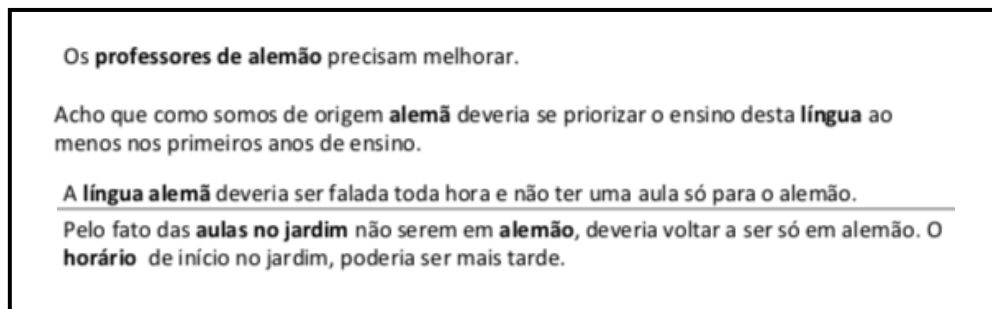 Os professores de alemão precisam melhorar.
Acho que como somos de origem alemã deveria se priorizar o ensino desta língua ao
menos nos primeiros anos de ensino.
A língua alemã deveria ser falada toda hora e não ter uma aula só para o alemão.
Pelo fato das aulas no jardim não serem em alemão, deveria voltar a ser só em alemão. O
horário de início no jardim, poderia ser mais tarde.